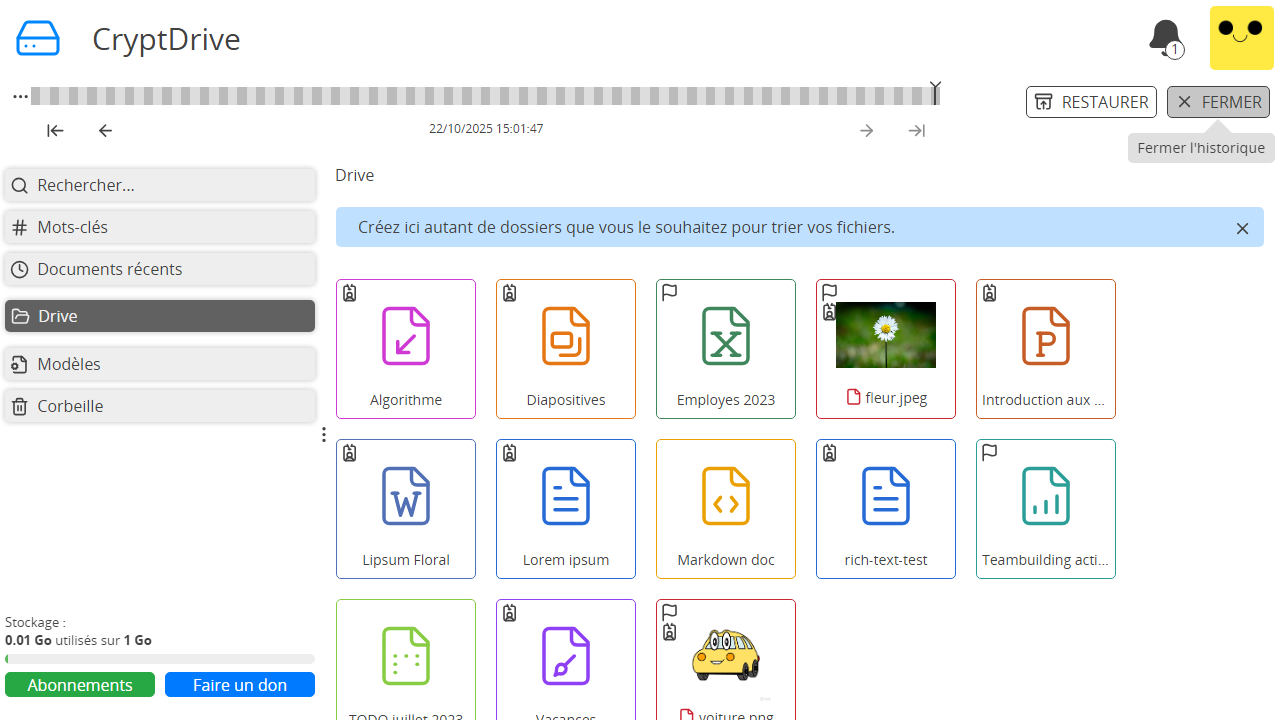 CryptDrive
1
RESTAURER
FERMER
22/10/2025 15:01:47
Fermer l'historique
Rechercher...
Mots-clés
Documents récents
Drive
Modèles
Corbeille
Stockage :
0.01 Go utilisés sur 1 Go
Abonnements
Faire un don
Drive
Créez ici autant de dossiers que vous le souhaitez pour trier vos fichiers.
Algorithme
Diapositives
Employes 2023
fleur.jpeg
Introduction aux ...
Lipsum Floral
Lorem ipsum
Markdown doc
rich-text-test
Teambuilding acti...
TODO juillet 2023
Vacances
voiture.png